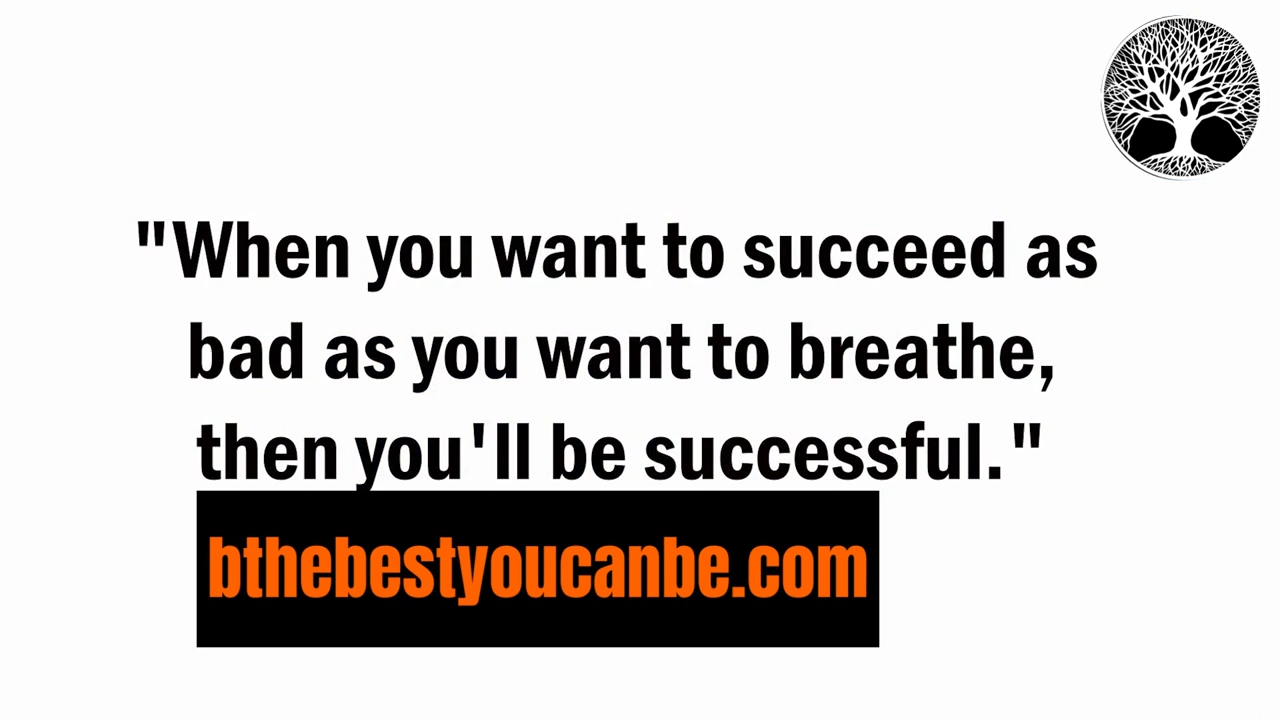 "When you want to succeed as
bad as you want to breathe,
then you'll be successful."
bthebestyoucanbe.com